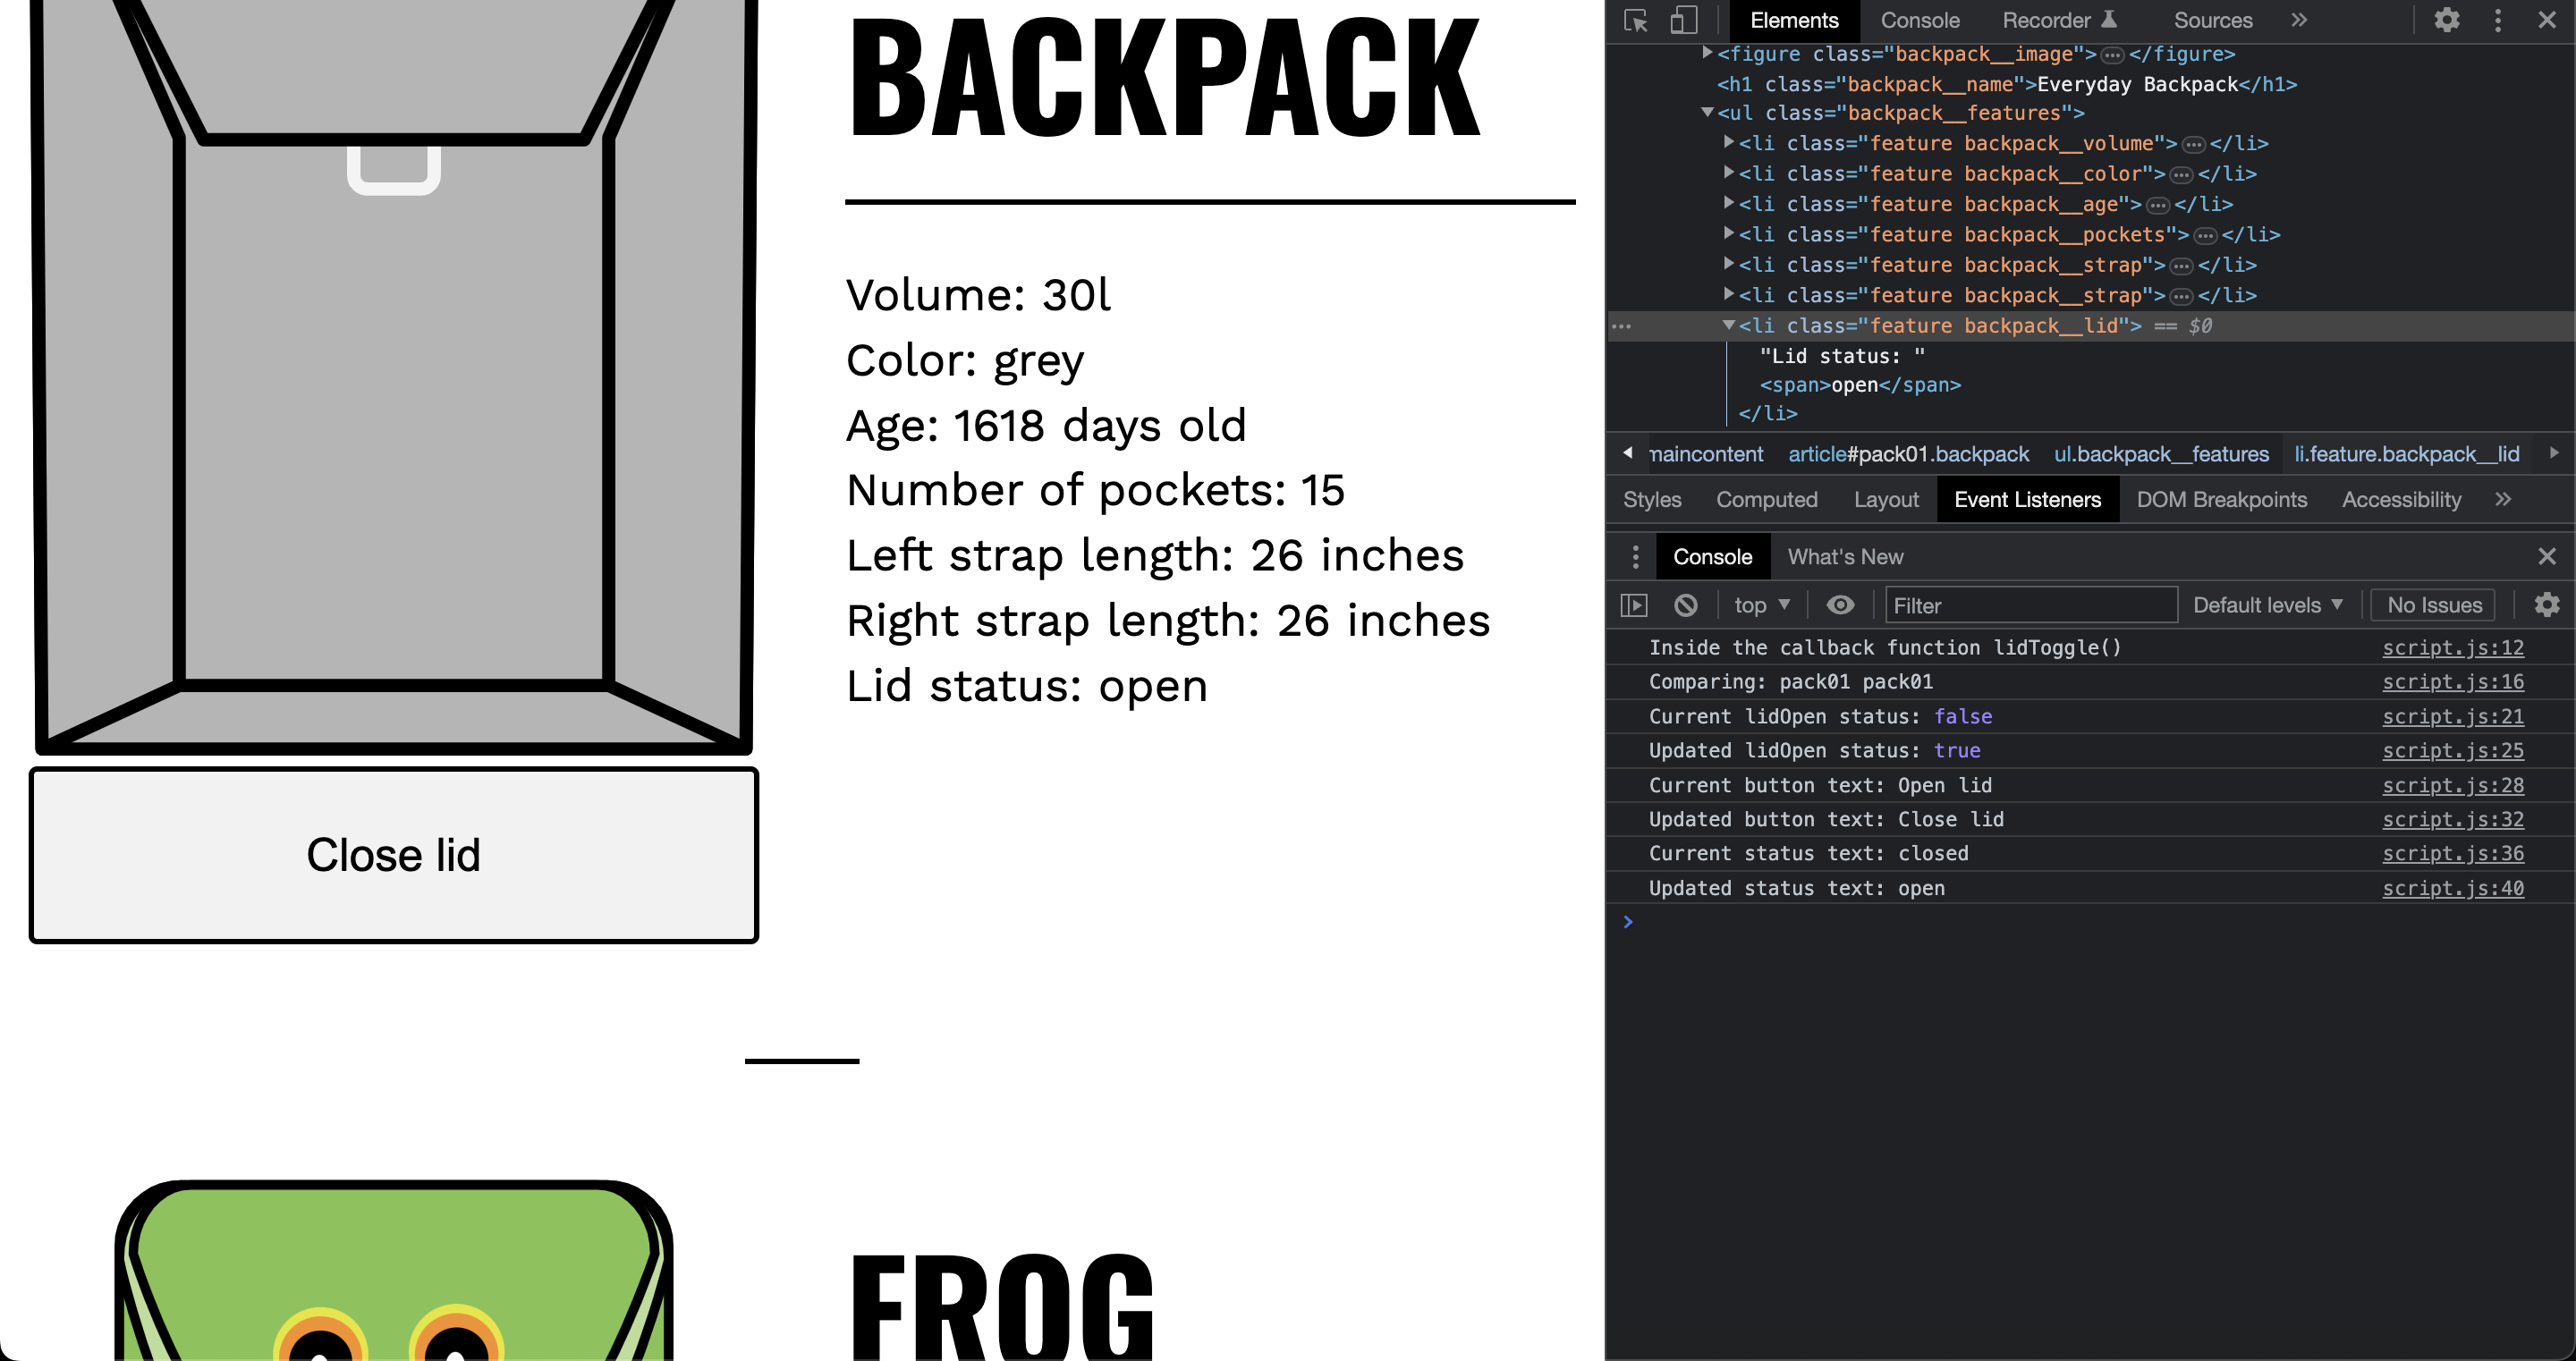 BACKPACK
Volume: 30l
Color: grey
Age: 1618 days old
Number of pockets: 15
Left strap length: 26 inches
Right strap length: 26 inches
Lid status: open
Close lid
FROG
Elements Console Recorder Sources »
<figure class="backpack__image">…</figure>
<h1 class="backpack__name">Everyday Backpack</h1>
<ul class="backpack__features">
<li class="feature backpack__volume">…</li>
<li class="feature backpack__color">…</li>
<li class="feature backpack__age">…</li>
<li class="feature backpack__pockets">…</li>
<li class="feature backpack__strap">…</li>
<li class="feature backpack__strap">…</li>
… <li class="feature backpack__lid"> == $0
"Lid status: "
<span>open</span>
</li>
maincontent article#pack01.backpack ul.backpack__features li.feature.backpack__lid
Styles Computed Layout Event Listeners DOM Breakpoints Accessibility »
Console What's New
top Filter Default levels No Issues
Inside the callback function lidToggle() script.js:12
Comparing: pack01 pack01 script.js:16
Current lidOpen status: false script.js:21
Updated lidOpen status: true script.js:25
Current button text: Open lid script.js:28
Updated button text: Close lid script.js:32
Current status text: closed script.js:36
Updated status text: open script.js:40
>